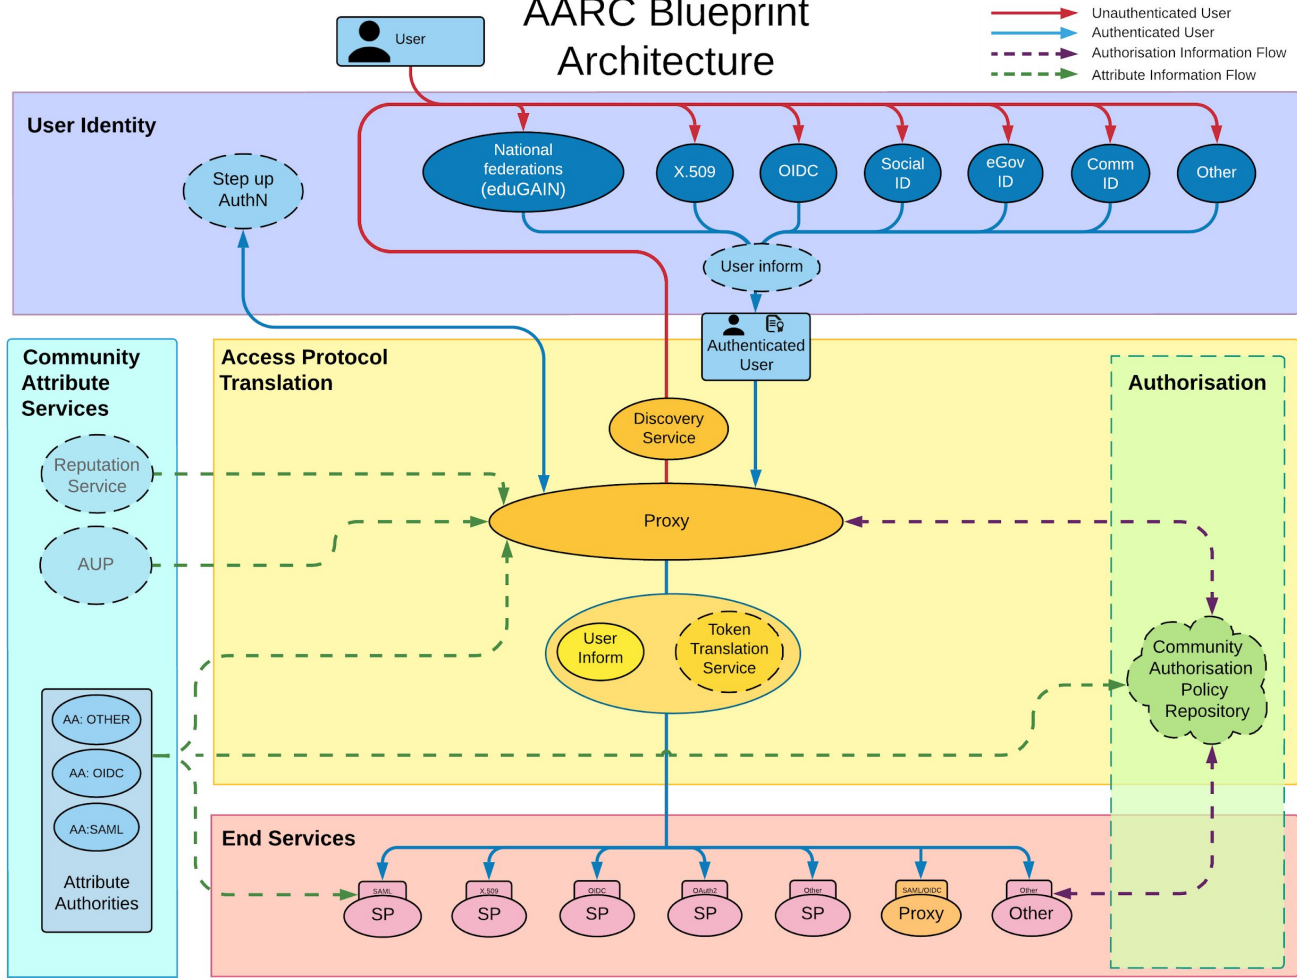 AARC Blueprint
Architecture
User
Unauthenticated User
Authenticated User
Authorisation Information Flow
Attribute Information Flow
User Identity
Step up
AuthN
National
federations
(eduGAIN)
X.509
OIDC
Social
ID
eGov
ID
Comm
ID
Other
User inform
Authenticated
User
Community
Attribute
Services
Reputation
Service
AUP
AA: OTHER
AA: OIDC
AA:SAML
Attribute
Authorities
Access Protocol
Translation
Discovery
Service
Proxy
User
Inform
Token
Translation
Service
Authorisation
Community
Authorisation
Policy
Repository
End Services
SAML
SP
X.509
SP
OIDC
SP
OAuth2
SP
Other
SP
SAML/OIDC
Proxy
Other
Other